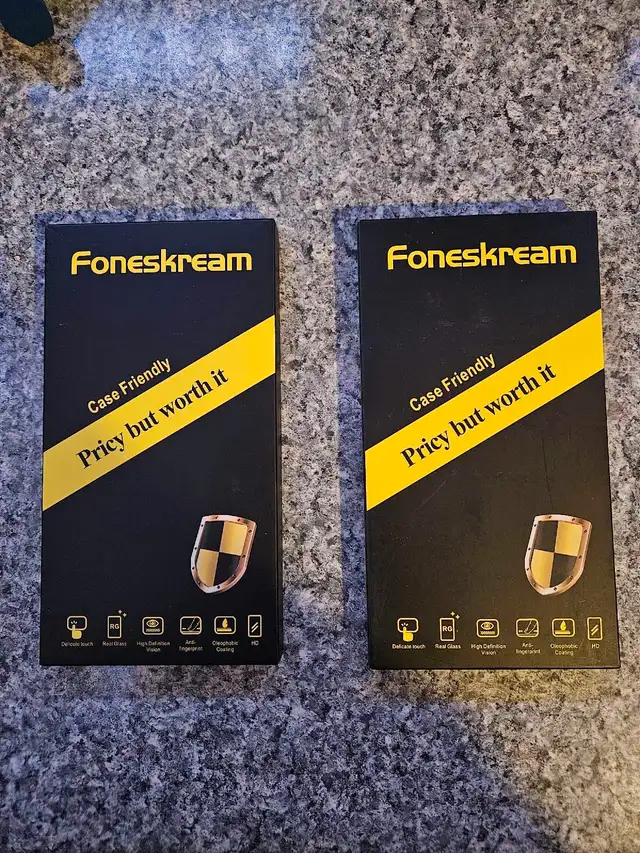 Foneskream
Case Friendly
Pricy but worth it
Delicate touch
RG
Real Glass
High Definition
Vision
Anti-
fingerprint
Oleophobic
Coating
HD
Foneskream
Case Friendly
Pricy but worth it
Delicate touch
RG
Real Glass
High Definition
Vision
Anti-
fingerprint
Oleophobic
Coating
HD